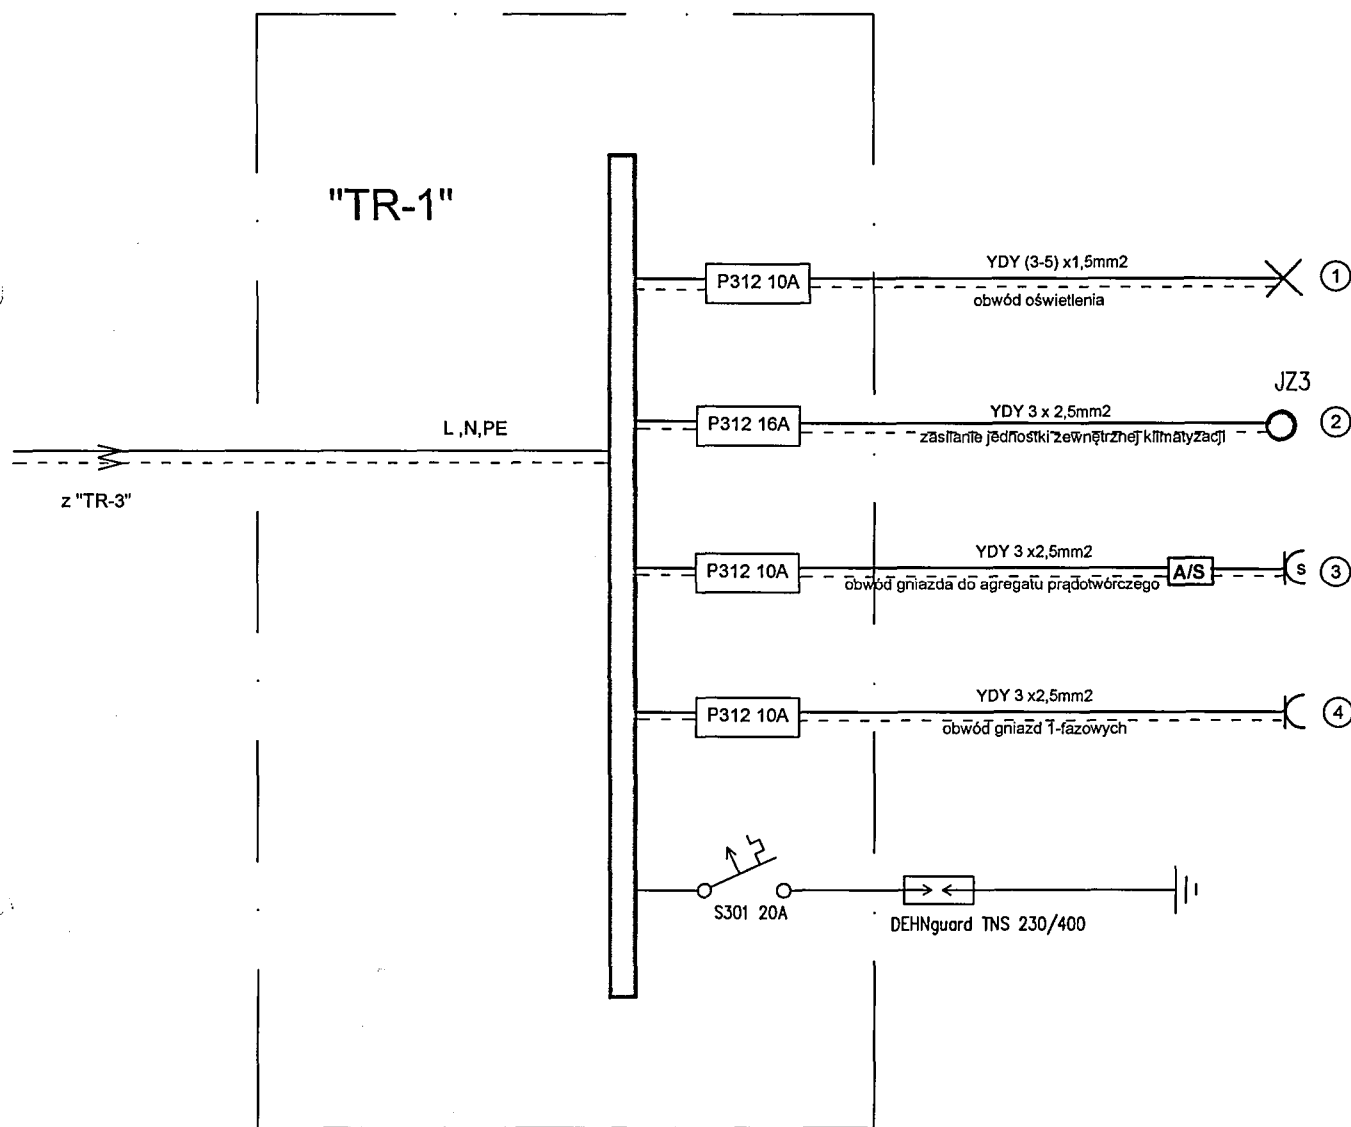 "TR-1"
P312 10A
YDY (3-5) x1,5mm2
obwód oświetlenia
1
JZ3
P312 16A
YDY 3 x 2,5mm2
zasilanie jednostki zewnętrznej klimatyzacji
2
L ,N,PE
z "TR-3"
P312 10A
YDY 3 x2,5mm2
obwód gniazda do agregatu prądotwórczego
A/S
s
3
P312 10A
YDY 3 x2,5mm2
obwód gniazd 1-fazowych
4
S301 20A
DEHNguard TNS 230/400